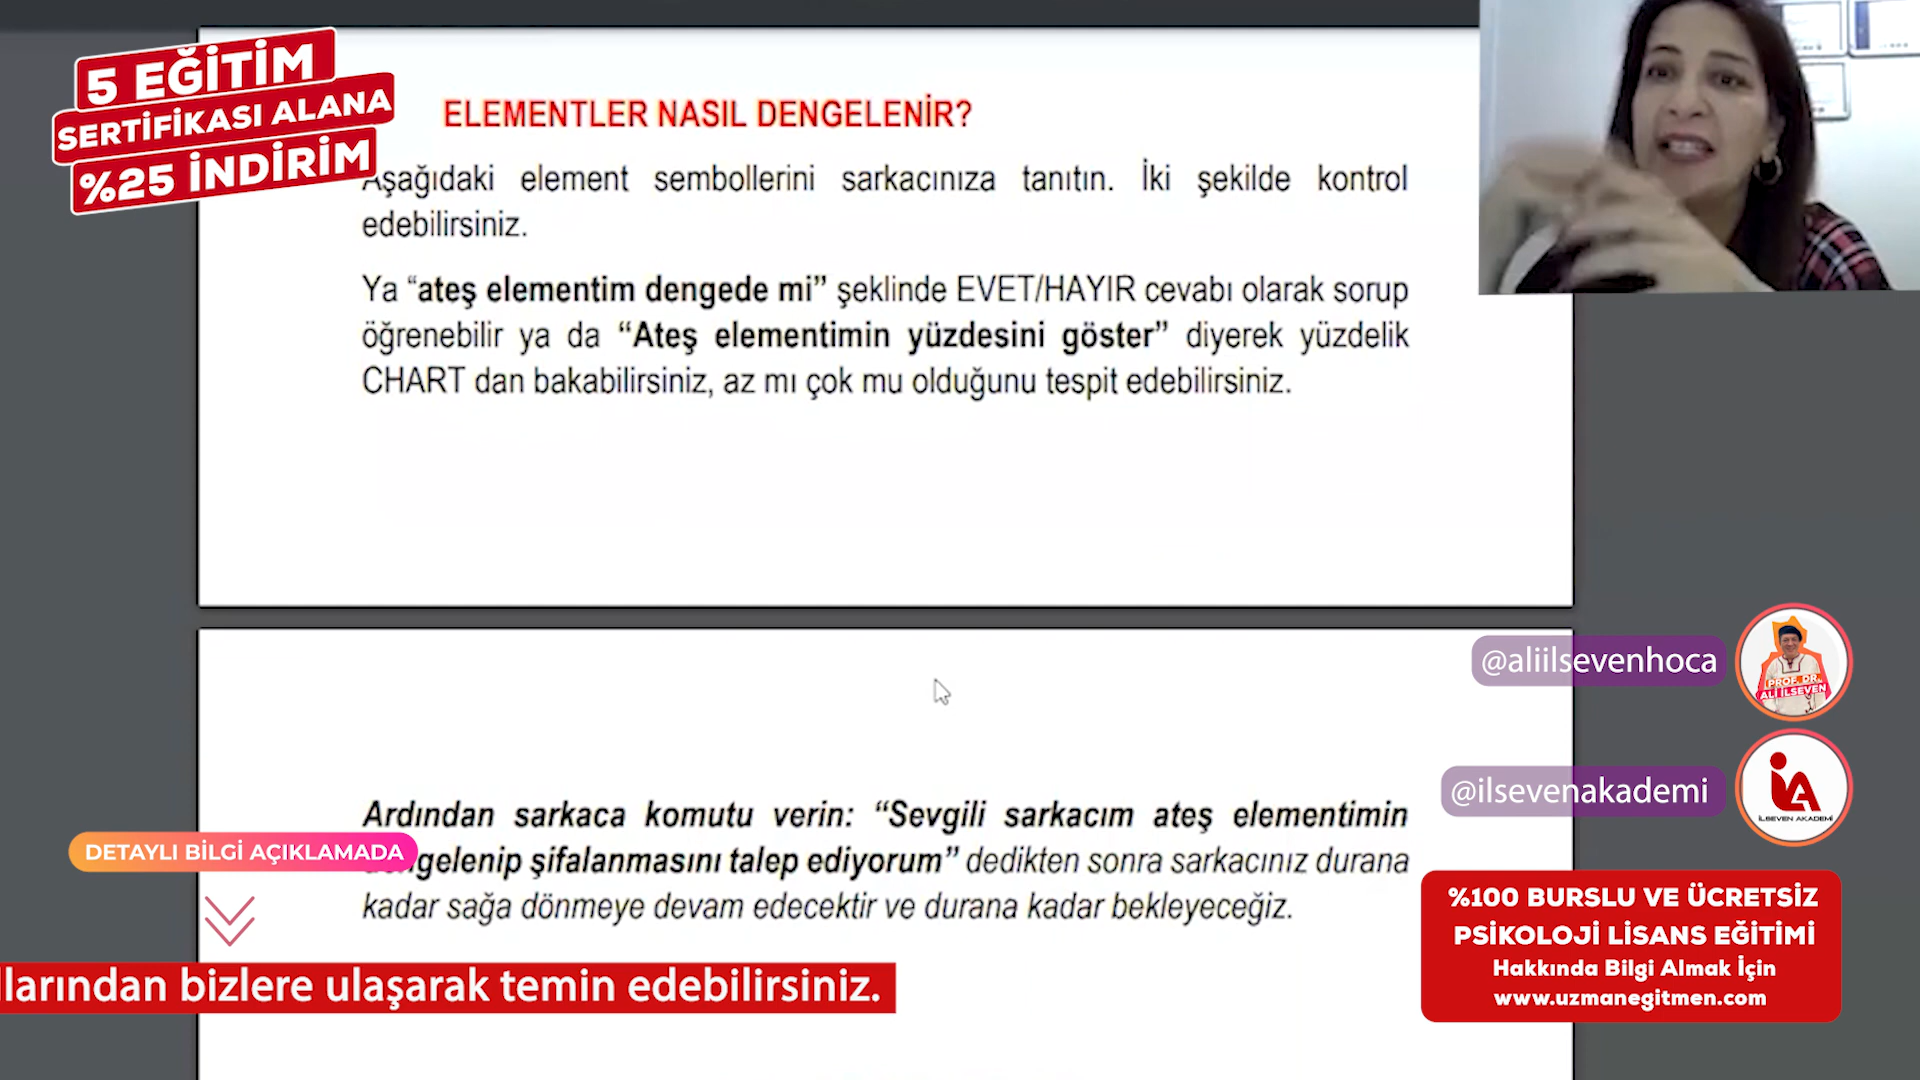 5 EĞİTİM
SERTİFİKASI ALANA
%25 İNDİRİM
ELEMENTLER NASIL DENGELENİR?
Aşağıdaki element sembollerini sarkacınıza tanıtın. İki şekilde kontrol
edebilirsiniz.
Ya “ateş elementim dengede mi” şeklinde EVET/HAYIR cevabı olarak sorup
öğrenebilir ya da “Ateş elementimin yüzdesini göster” diyerek yüzdelik
CHART dan bakabilirsiniz, az mı çok mu olduğunu tespit edebilirsiniz.
@aliilsevenhoca
PROF. DR.
ALİ İLSEVEN
@ilsevenakademi
İLSEVEN AKADEMİ
Ardından sarkaca komutu verin: “Sevgili sarkacım ateş elementimin
dengelenip şifalanmasını talep ediyorum” dedikten sonra sarkacınız durana
kadar sağa dönmeye devam edecektir ve durana kadar bekleyeceğiz.
DETAYLI BİLGİ AÇIKLAMADA
llarından bizlere ulaşarak temin edebilirsiniz.
%100 BURSLU VE ÜCRETSİZ
PSİKOLOJİ LİSANS EĞİTİMİ
Hakkında Bilgi Almak İçin
www.uzmanegitmen.com